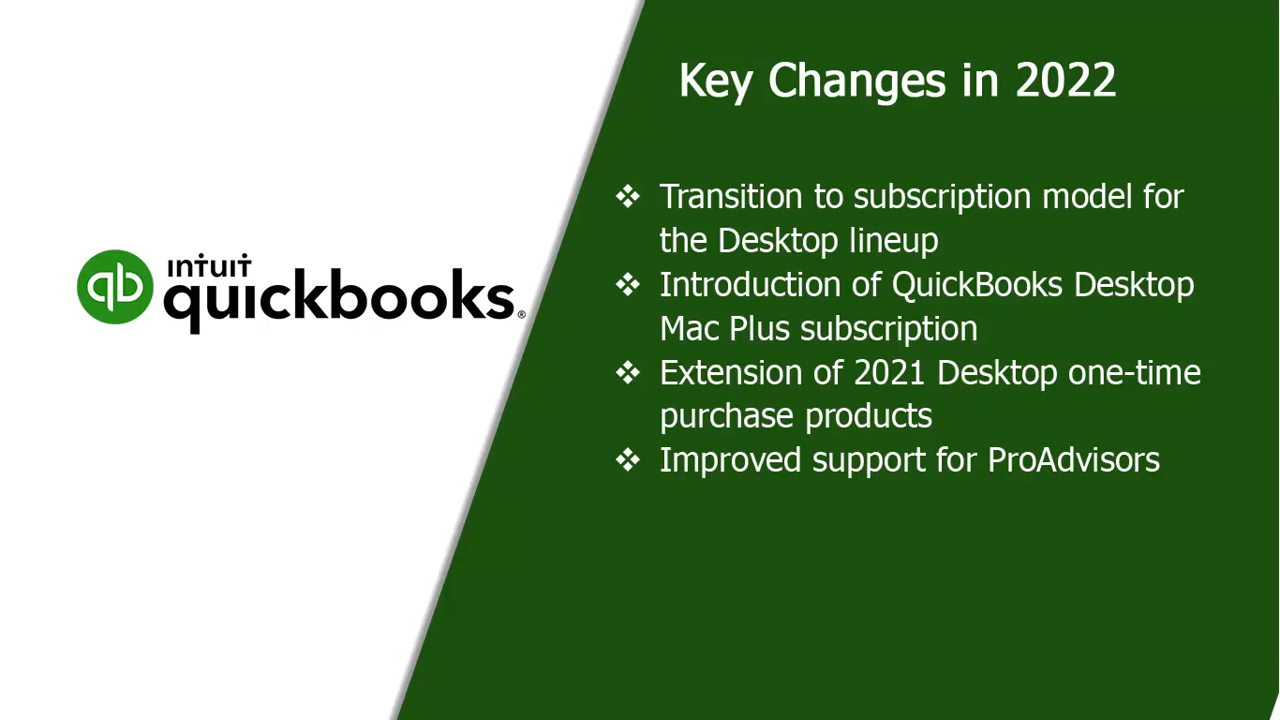 intuit
qb quickbooks®
Key Changes in 2022
❖ Transition to subscription model for
the Desktop lineup
❖ Introduction of QuickBooks Desktop
Mac Plus subscription
❖ Extension of 2021 Desktop one-time
purchase products
❖ Improved support for ProAdvisors